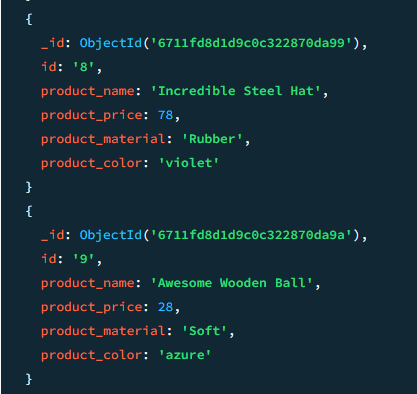 {
_id: ObjectId('6711fd8d1d9c0c322870da99'),
id: '8',
product_name: 'Incredible Steel Hat',
product_price: 78,
product_material: 'Rubber',
product_color: 'violet'
}
{
_id: ObjectId('6711fd8d1d9c0c322870da9a'),
id: '9',
product_name: 'Awesome Wooden Ball',
product_price: 28,
product_material: 'Soft',
product_color: 'azure'
}